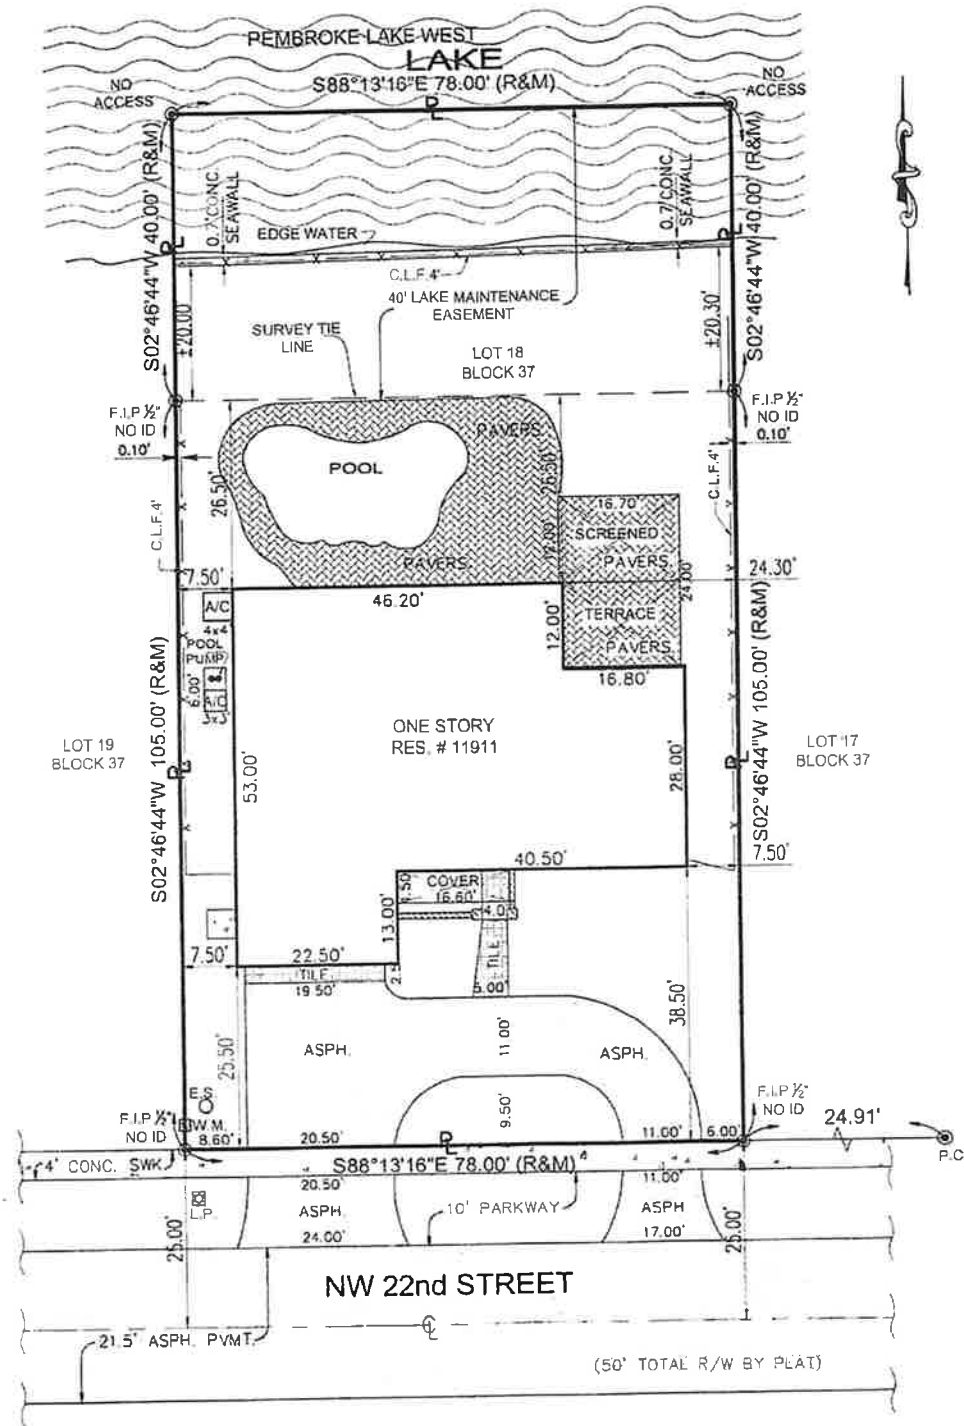 PEMBROKE LAKE WEST
LAKE
S88°13'16"E 78.00' (R&M)
NO
ACCESS
NO
ACCESS
S02°46'44"W 40.00' (R&M)
S02°46'44"W 40.00' (R&M)
0.7' CONC.
SEAWALL
0.7' CONC.
SEAWALL
EDGE WATER
C.L.F. 4'
40' LAKE MAINTENANCE
EASEMENT
±20.00
±20.30'
SURVEY TIE
LINE
LOT 18
BLOCK 37
F.I.P ½"
NO ID
0.10'
F.I.P ½"
NO ID
0.10'
PAVERS
POOL
26.50'
26.50'
C.L.F. 4'
C.L.F. 4'
16.70'
SCREENED
PAVERS
12.00'
PAVERS
24.00'
24.30'
7.50'
46.20'
A/C
4x4'
TERRACE
PAVERS
12.00'
16.80'
POOL
PUMP
6.00'
A/C
3x3'
S02°46'44"W 105.00' (R&M)
S02°46'44"W 105.00' (R&M)
ONE STORY
RES. # 11911
LOT 19
BLOCK 37
LOT 17
BLOCK 37
53.00'
28.00'
40.50'
7.50'
COVER
16.60'
4.0
13.00'
7.50'
22.50'
TILE
19.50'
2.5
TILE
5.00'
38.50'
25.50'
ASPH.
11.00'
ASPH.
E.S.
W.M.
8.60'
F.I.P ½"
NO ID
9.50'
F.I.P ½"
NO ID
24.91'
P.C
20.50'
11.00'
6.00'
4' CONC. SWK
S88°13'16"E 78.00' (R&M)
20.50'
11.00'
L.P.
ASPH.
10' PARKWAY
ASPH
24.00'
17.00'
25.00'
25.00'
NW 22nd STREET
21.5' ASPH. PVMT.
(50' TOTAL R/W BY PLAT)